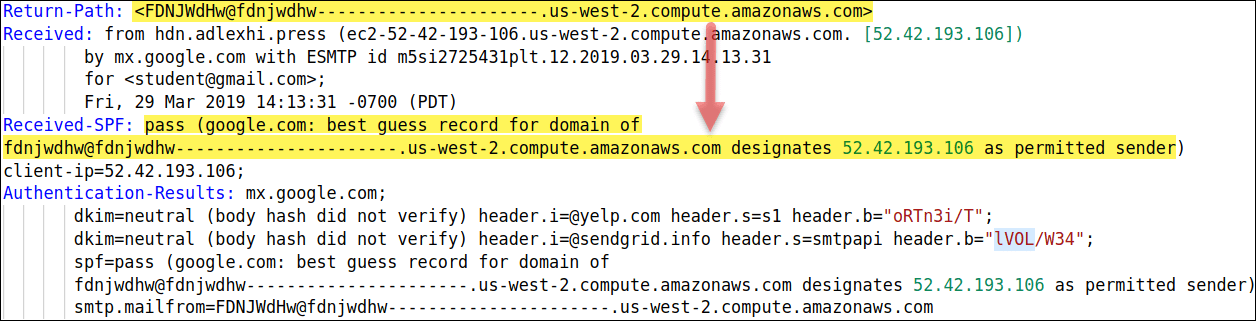 Return-Path: <FDNJWdHw@fdnjwdhw----------------------.us-west-2.compute.amazonaws.com>
Received: from hdn.adlexhi.press (ec2-52-42-193-106.us-west-2.compute.amazonaws.com. [52.42.193.106])
by mx.google.com with ESMTP id m5si2725431plt.12.2019.03.29.14.13.31
for <student@gmail.com>;
Fri, 29 Mar 2019 14:13:31 -0700 (PDT)
Received-SPF: pass (google.com: best guess record for domain of
fdnjwdhw@fdnjwdhw----------------------.us-west-2.compute.amazonaws.com designates 52.42.193.106 as permitted sender)
client-ip=52.42.193.106;
Authentication-Results: mx.google.com;
dkim=neutral (body hash did not verify) header.i=@yelp.com header.s=s1 header.b="oRTn3i/T";
dkim=neutral (body hash did not verify) header.i=@sendgrid.info header.s=smtpapi header.b="lVOL/W34";
spf=pass (google.com: best guess record for domain of
fdnjwdhw@fdnjwdhw----------------------.us-west-2.compute.amazonaws.com designates 52.42.193.106 as permitted sender)
smtp.mailfrom=FDNJWdHw@fdnjwdhw----------------------.us-west-2.compute.amazonaws.com